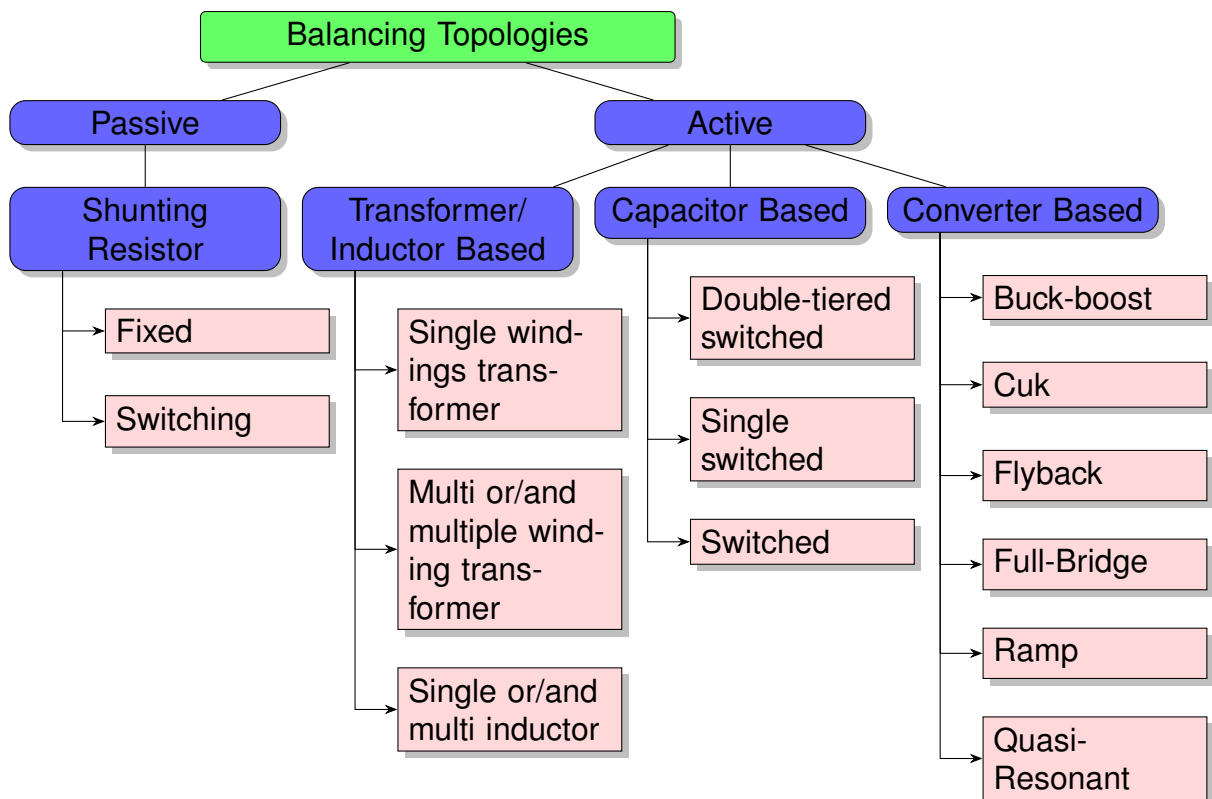 Balancing Topologies
Passive
Active
Shunting
Resistor
Transformer/
Inductor Based
Capacitor Based
Converter Based
Fixed
Switching
Single wind-
ings trans-
former
Multi or/and
multiple wind-
ing trans-
former
Single or/and
multi inductor
Double-tiered
switched
Single
switched
Switched
Buck-boost
Cuk
Flyback
Full-Bridge
Ramp
Quasi-
Resonant